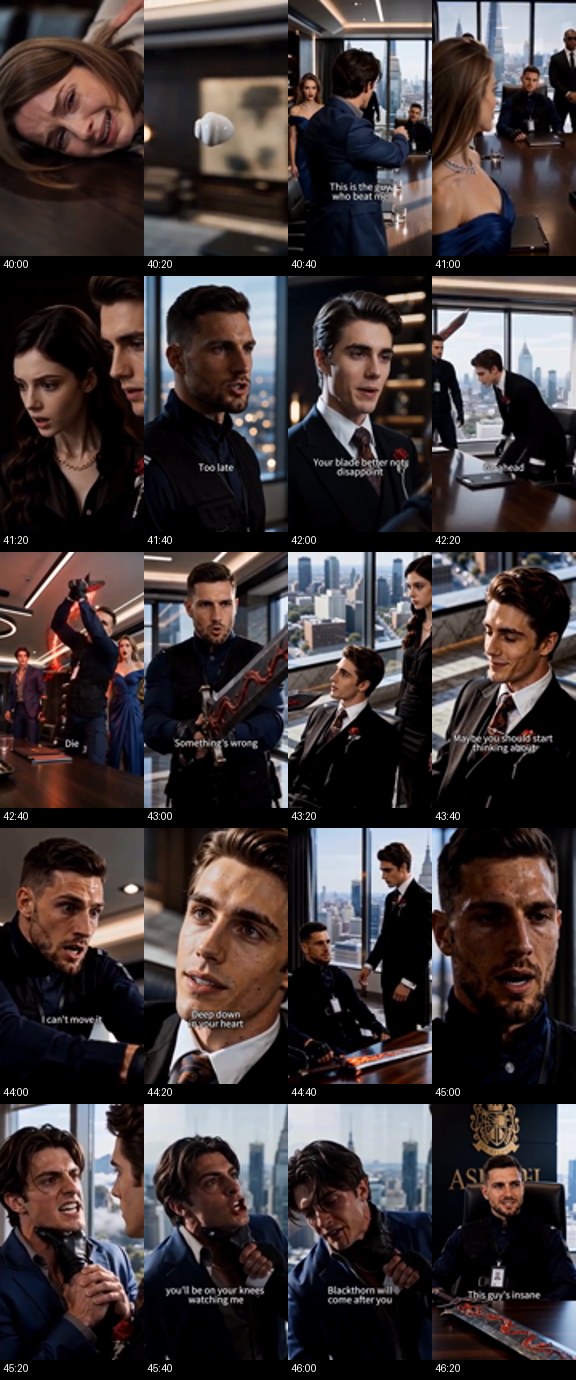 40:00
40:20
This is the guy
who beat me
40:40
41:00
41:20
Too late
41:40
Your blade better not
disappoint
42:00
ahead
42:20
Die
42:40
Something's wrong
43:00
43:20
Maybe you should start
thinking about
43:40
I can't move it
44:00
Deep down
in your heart
44:20
44:40
45:00
45:20
you'll be on your knees
watching me
45:40
Blackthorn will
come after you
46:00
This guy's insane
46:20